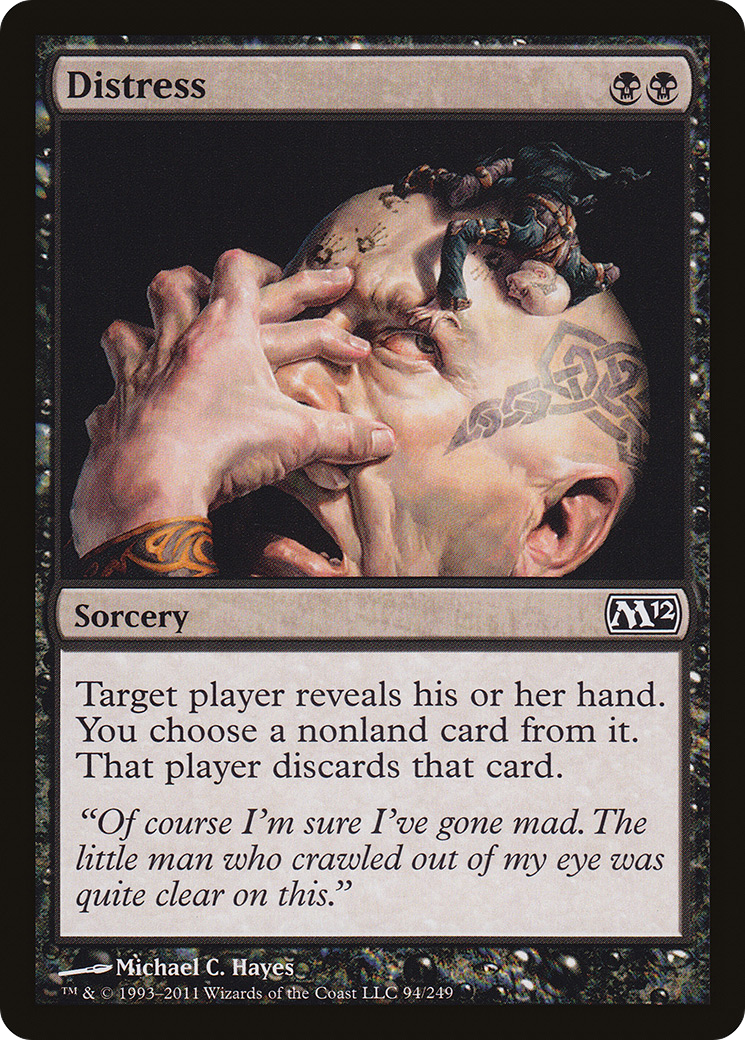 Distress
Sorcery
M12
Target player reveals his or her hand.
You choose a nonland card from it.
That player discards that card.
“Of course I’m sure I’ve gone mad. The
little man who crawled out of my eye was
quite clear on this.”
Michael C. Hayes
™ & © 1993–2011 Wizards of the Coast LLC 94/249